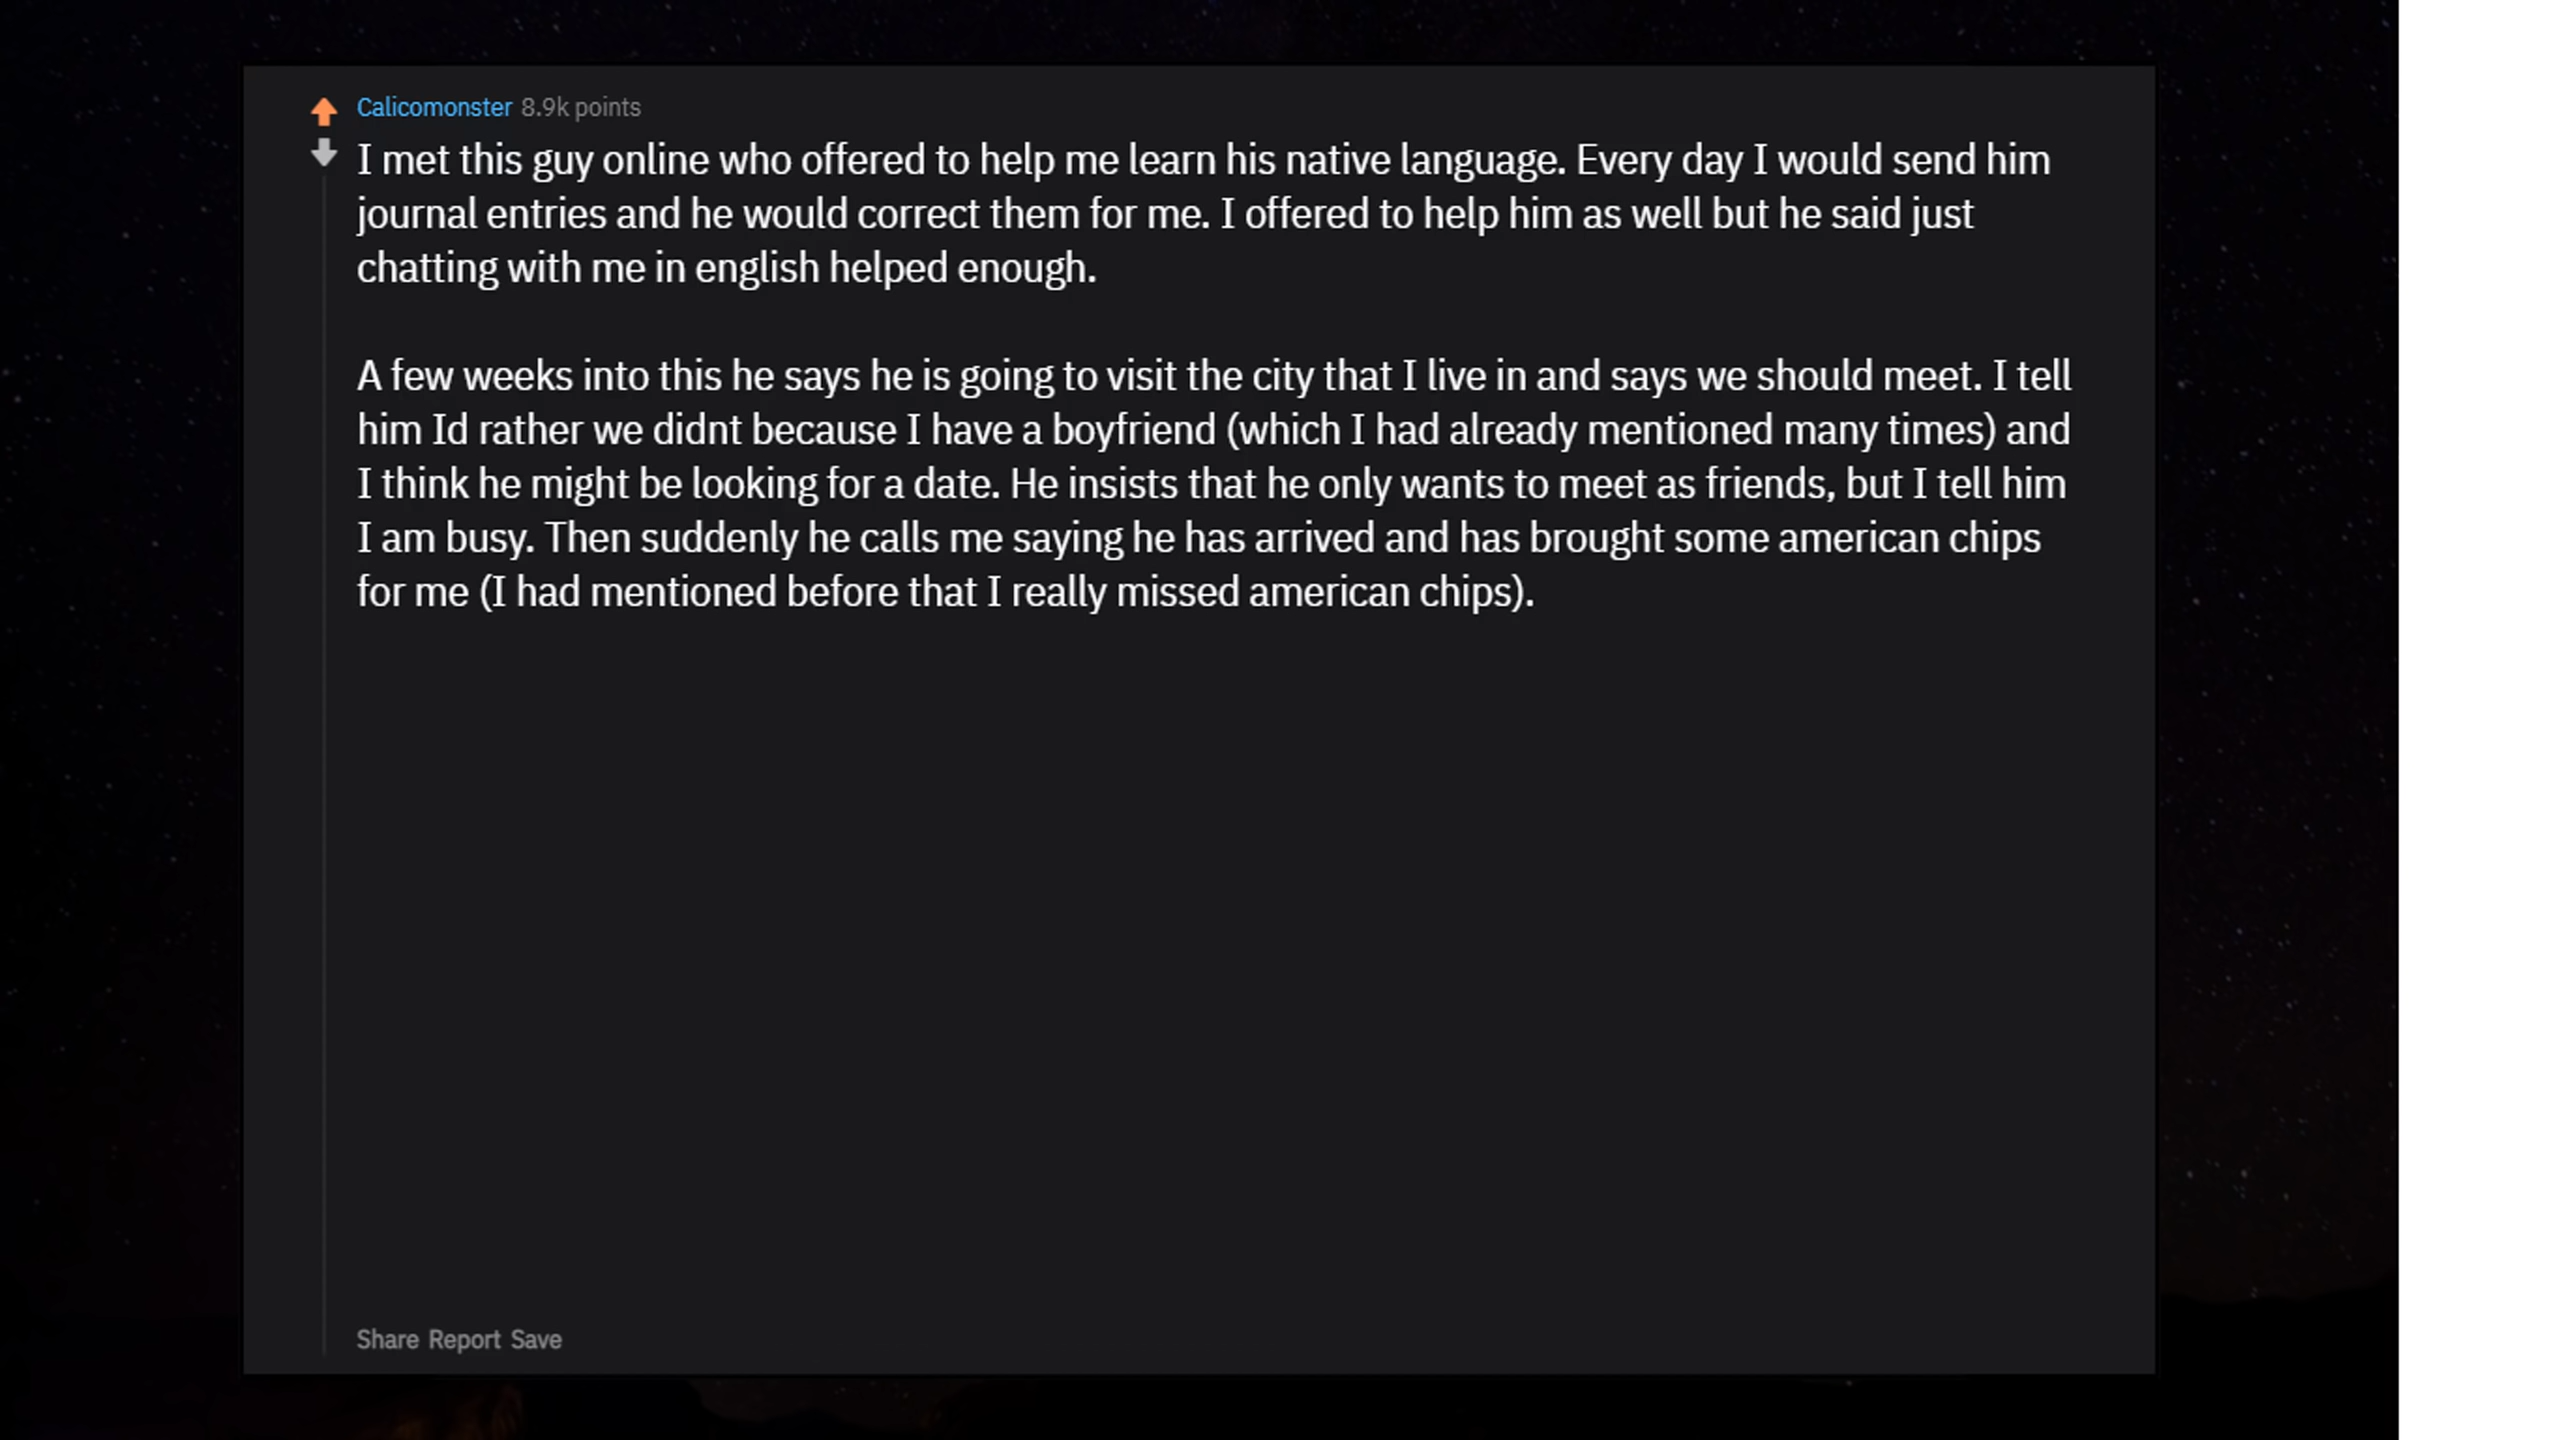 Calicomonster 8.9k points
I met this guy online who offered to help me learn his native language. Every day I would send him
journal entries and he would correct them for me. I offered to help him as well but he said just
chatting with me in english helped enough.
A few weeks into this he says he is going to visit the city that I live in and says we should meet. I tell
him Id rather we didnt because I have a boyfriend (which I had already mentioned many times) and
I think he might be looking for a date. He insists that he only wants to meet as friends, but I tell him
I am busy. Then suddenly he calls me saying he has arrived and has brought some american chips
for me (I had mentioned before that I really missed american chips).
Share Report Save